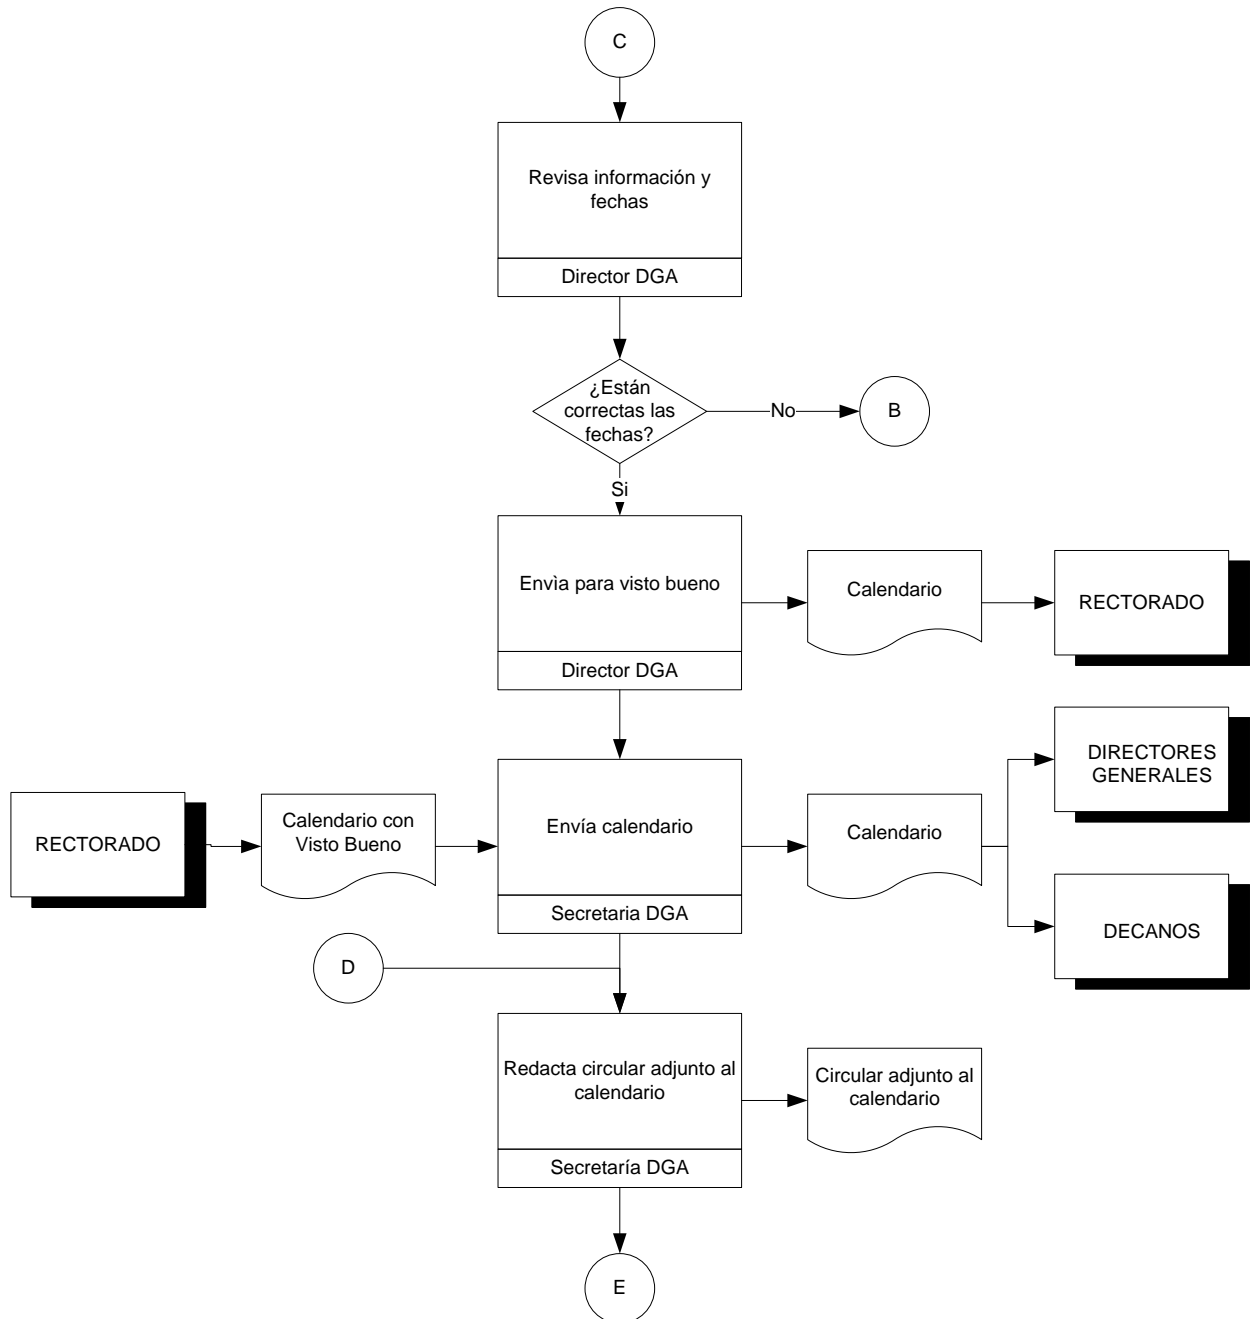 C
Revisa información y
fechas
Director DGA
¿Están
correctas las
fechas?
No
B
Si
Envìa para visto bueno
Director DGA
Calendario
RECTORADO
RECTORADO
Calendario con
Visto Bueno
Envía calendario
Secretaria DGA
Calendario
DIRECTORES
GENERALES
DECANOS
D
Redacta circular adjunto al
calendario
Secretaría DGA
Circular adjunto al
calendario
E